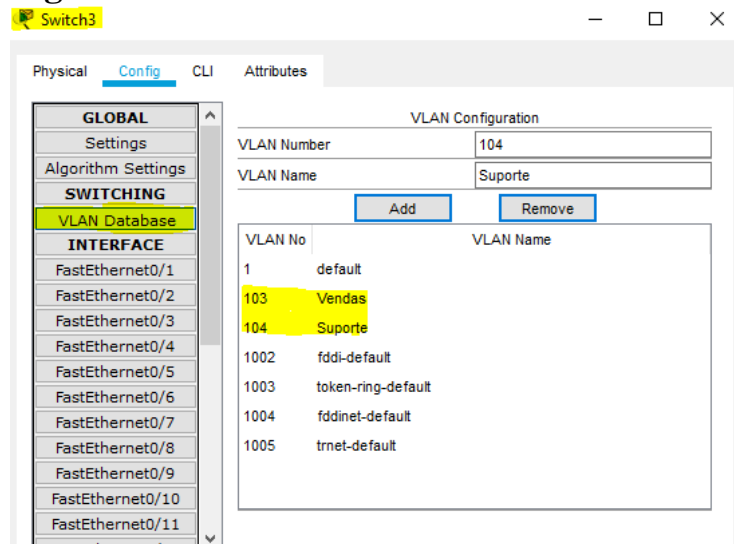 Switch3
Physical Config CLI Attributes
GLOBAL
Settings
Algorithm Settings
SWITCHING
VLAN Database
INTERFACE
FastEthernet0/1
FastEthernet0/2
FastEthernet0/3
FastEthernet0/4
FastEthernet0/5
FastEthernet0/6
FastEthernet0/7
FastEthernet0/8
FastEthernet0/9
FastEthernet0/10
FastEthernet0/11
VLAN Configuration
VLAN Number 104
VLAN Name Suporte
Add Remove
VLAN No VLAN Name
1 default
103 Vendas
104 Suporte
1002 fddi-default
1003 token-ring-default
1004 fddinet-default
1005 trnet-default